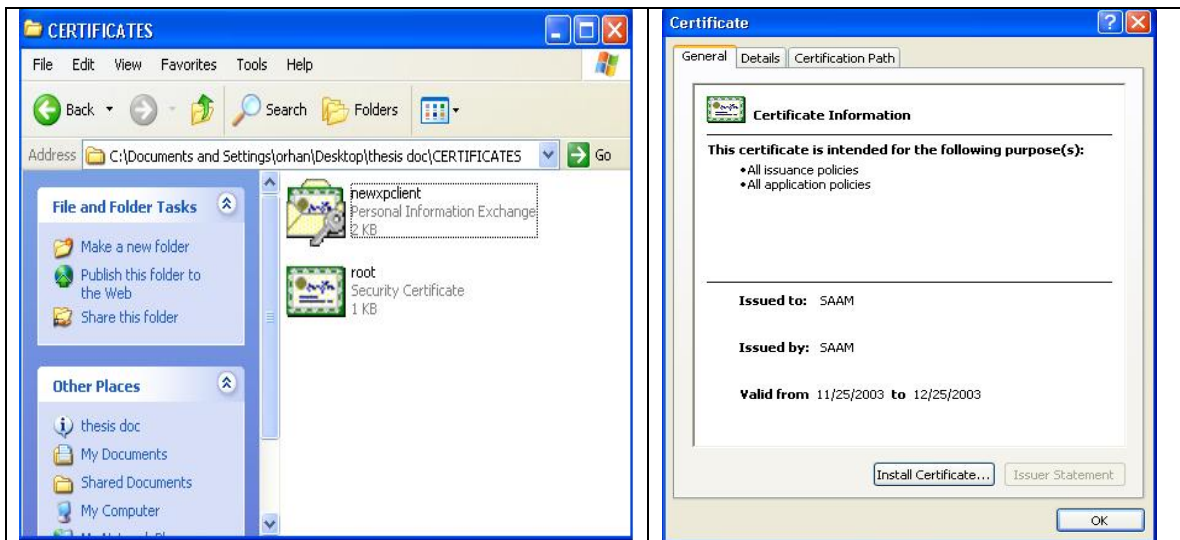 CERTIFICATES
File Edit View Favorites Tools Help
Back Search Folders
Address C:\Documents and Settings\orhan\Desktop\thesis doc\CERTIFICATES Go
File and Folder Tasks
Make a new folder
Publish this folder to
the Web
Share this folder
Other Places
thesis doc
My Documents
Shared Documents
My Computer
newxpclient
Personal Information Exchange
2 KB
root
Security Certificate
1 KB
Certificate
General Details Certification Path
Certificate Information
This certificate is intended for the following purpose(s):
•All issuance policies
•All application policies
Issued to: SAAM
Issued by: SAAM
Valid from 11/25/2003 to 12/25/2003
Install Certificate... Issuer Statement
OK